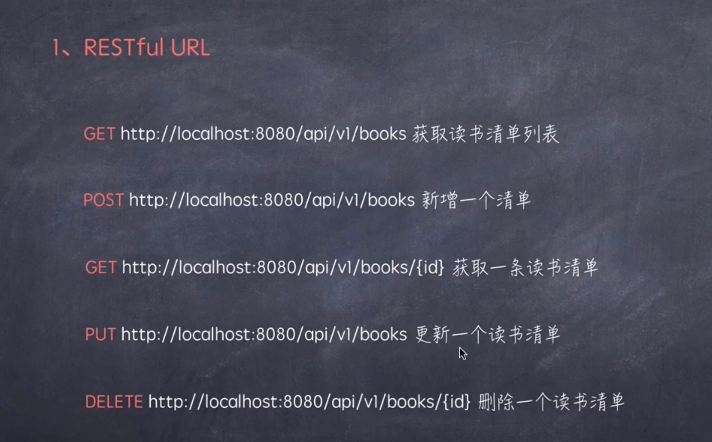 1、RESTful URL
GET http://localhost:8080/api/v1/books 获取读书清单列表
POST http://localhost:8080/api/v1/books 新增一个清单
GET http://localhost:8080/api/v1/books/{id} 获取一条读书清单
PUT http://localhost:8080/api/v1/books 更新一个读书清单
DELETE http://localhost:8080/api/v1/books/{id} 删除一个读书清单